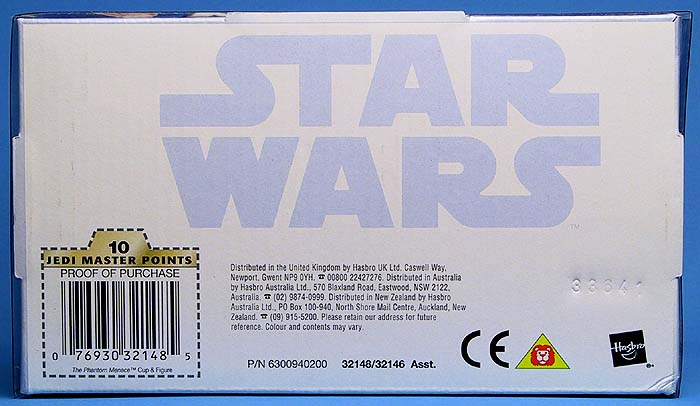 STAR
WARS
™
10
JEDI MASTER POINTS
PROOF OF PURCHASE
0 76930 32148 5
The Phantom Menace™ Cup & Figure
Distributed in the United Kingdom by Hasbro UK Ltd. Caswell Way,
Newport, Gwent NP9 0YH. ☎ 00800 22427276. Distributed in Australia
by Hasbro Australia Ltd., 570 Blaxland Road, Eastwood, NSW 2122,
Australia. ☎ (02) 9874-0999. Distributed in New Zealand by Hasbro
Australia Ltd., PO Box 100-940, North Shore Mail Centre, Auckland, New
Zealand. ☎ (09) 915-5200. Please retain our address for future
reference. Colour and contents may vary.
33641
P/N 6300940200 32148/32146 Asst.
CE
Hasbro
®